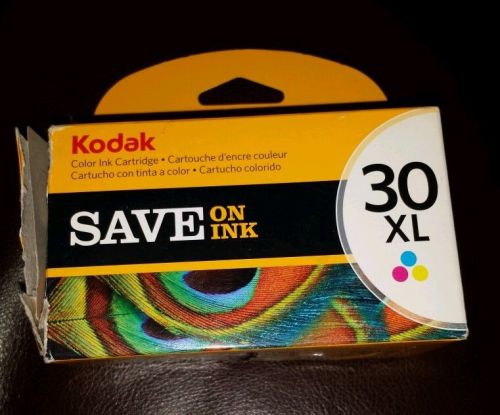 Kodak
Color Ink Cartridge • Cartouche d'encre couleur
Cartucho con tinta a color • Cartucho colorido
SAVE ON INK
30
XL